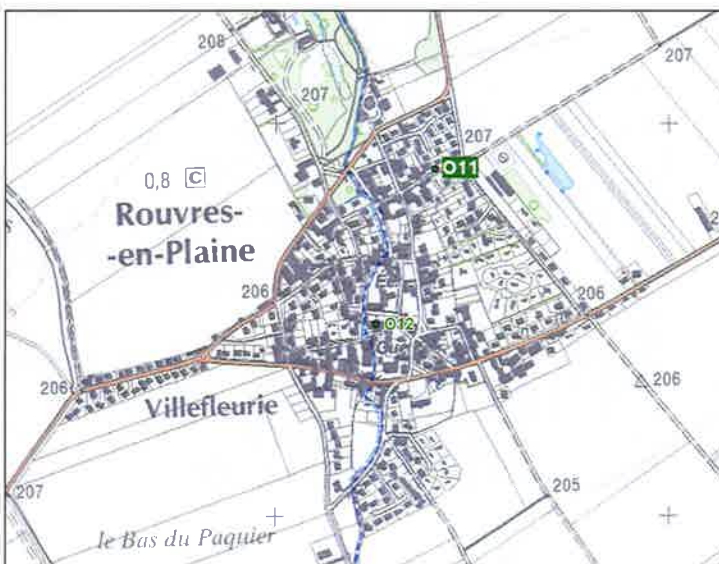 208
207
207
207
O11
0,8 C
Rouvres-
-en-Plaine
206
206
O12
206
206
Villefleurie
207
205
le Bas du Paquier